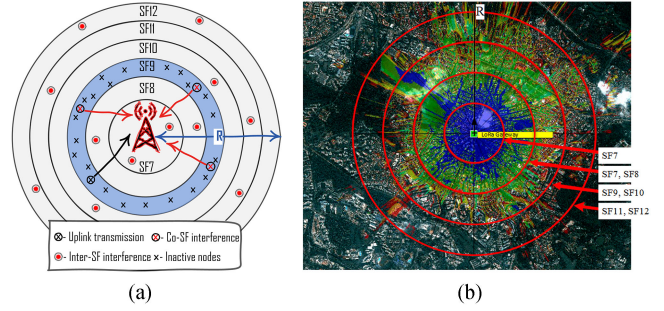 SF12
SF11
SF10
SF9
SF8
R
SF7
⊗- Uplink transmission ⊗- Co-SF interference
- Inter-SF interference ×- Inactive nodes
(a)
R
LoRa Gateway
SF7
SF7, SF8
SF9, SF10
SF11, SF12
(b)